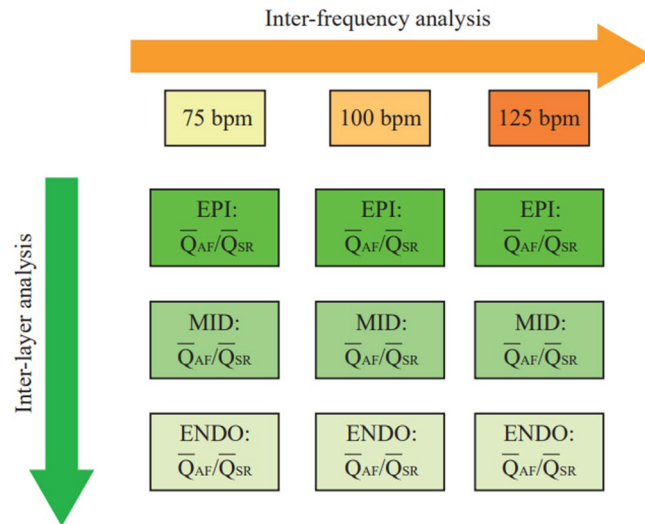 Inter-frequency analysis
75 bpm
100 bpm
125 bpm
Inter-layer analysis
EPI:
Q̅AF/Q̅SR
EPI:
Q̅AF/Q̅SR
EPI:
Q̅AF/Q̅SR
MID:
Q̅AF/Q̅SR
MID:
Q̅AF/Q̅SR
MID:
Q̅AF/Q̅SR
ENDO:
Q̅AF/Q̅SR
ENDO:
Q̅AF/Q̅SR
ENDO:
Q̅AF/Q̅SR